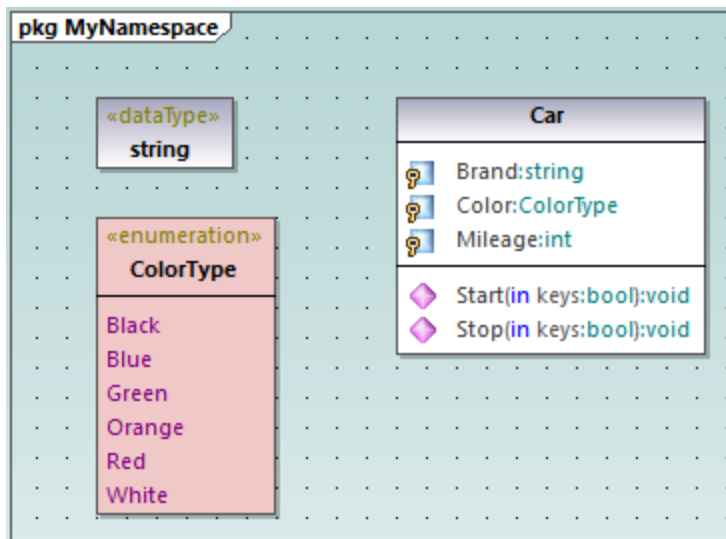 pkg MyNamespace
«dataType»
string
«enumeration»
ColorType
Black
Blue
Green
Orange
Red
White
Car
Brand:string
Color:ColorType
Mileage:int
Start(in keys:bool):void
Stop(in keys:bool):void